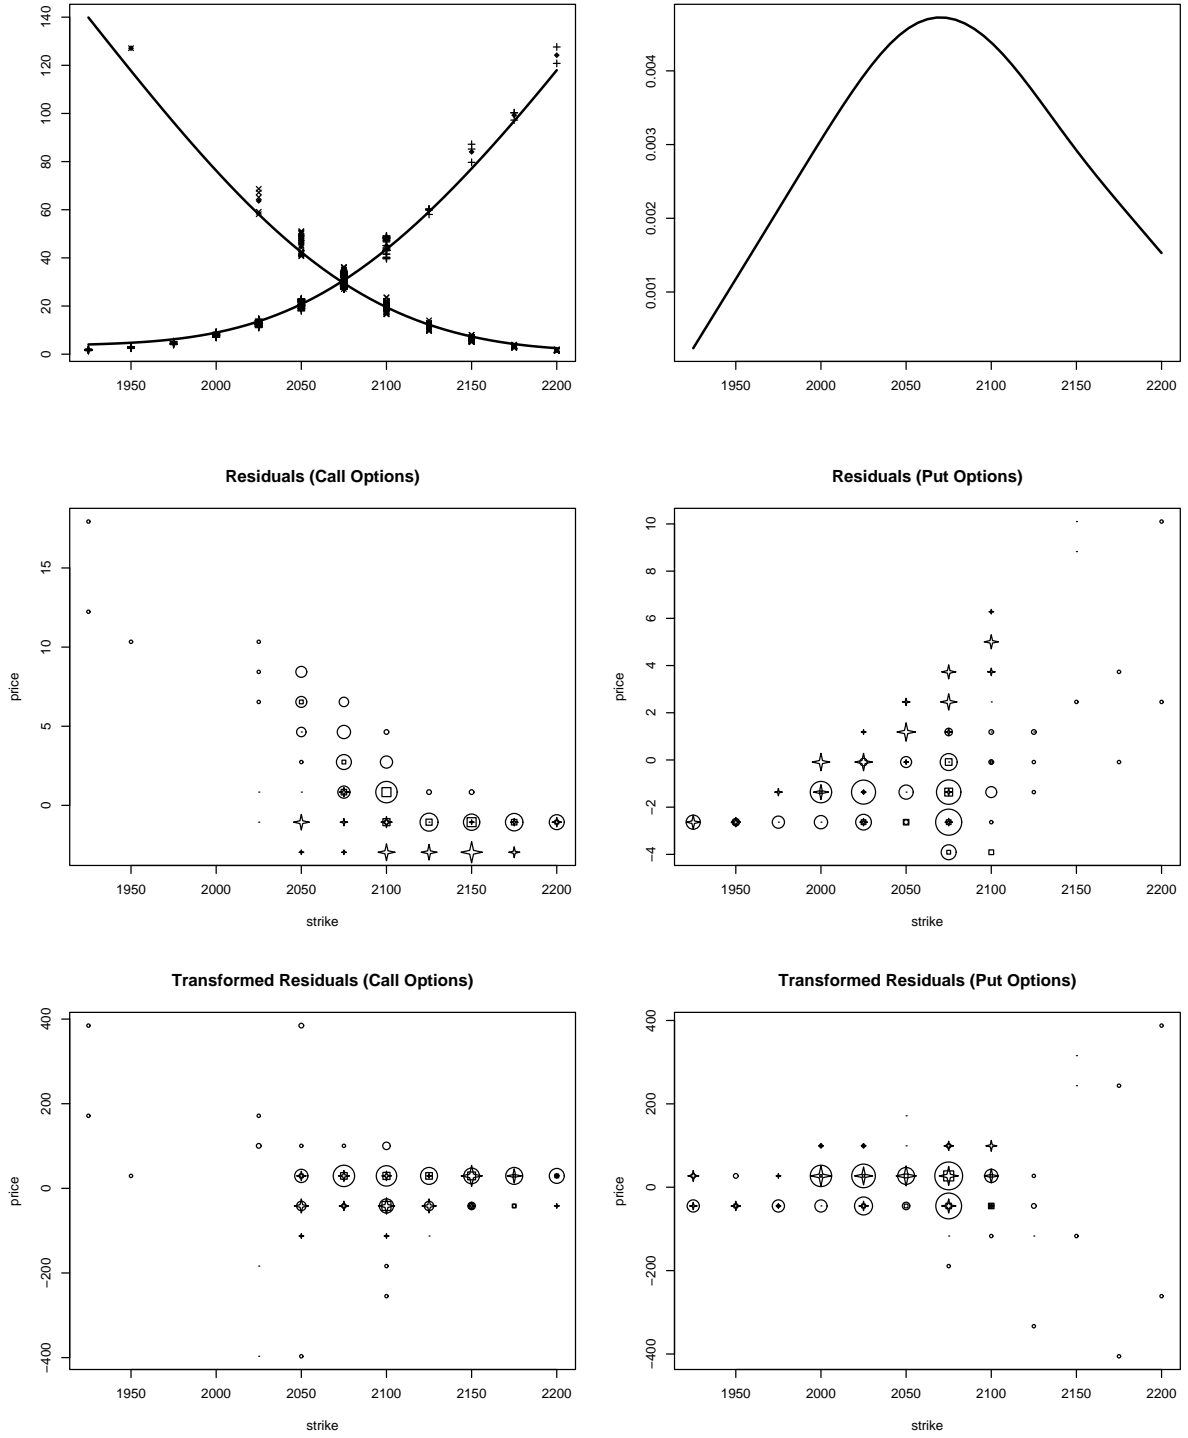 140
120
100
80
60
40
20
0
1950 2000 2050 2100 2150 2200
0.004
0.003
0.002
0.001
1950 2000 2050 2100 2150 2200
Residuals (Call Options)
price
15
10
5
0
1950 2000 2050 2100 2150 2200
strike
Residuals (Put Options)
price
10
8
6
4
2
0
−2
−4
1950 2000 2050 2100 2150 2200
strike
Transformed Residuals (Call Options)
price
400
200
0
−200
−400
1950 2000 2050 2100 2150 2200
strike
Transformed Residuals (Put Options)
price
400
200
0
−200
−400
1950 2000 2050 2100 2150 2200
strike